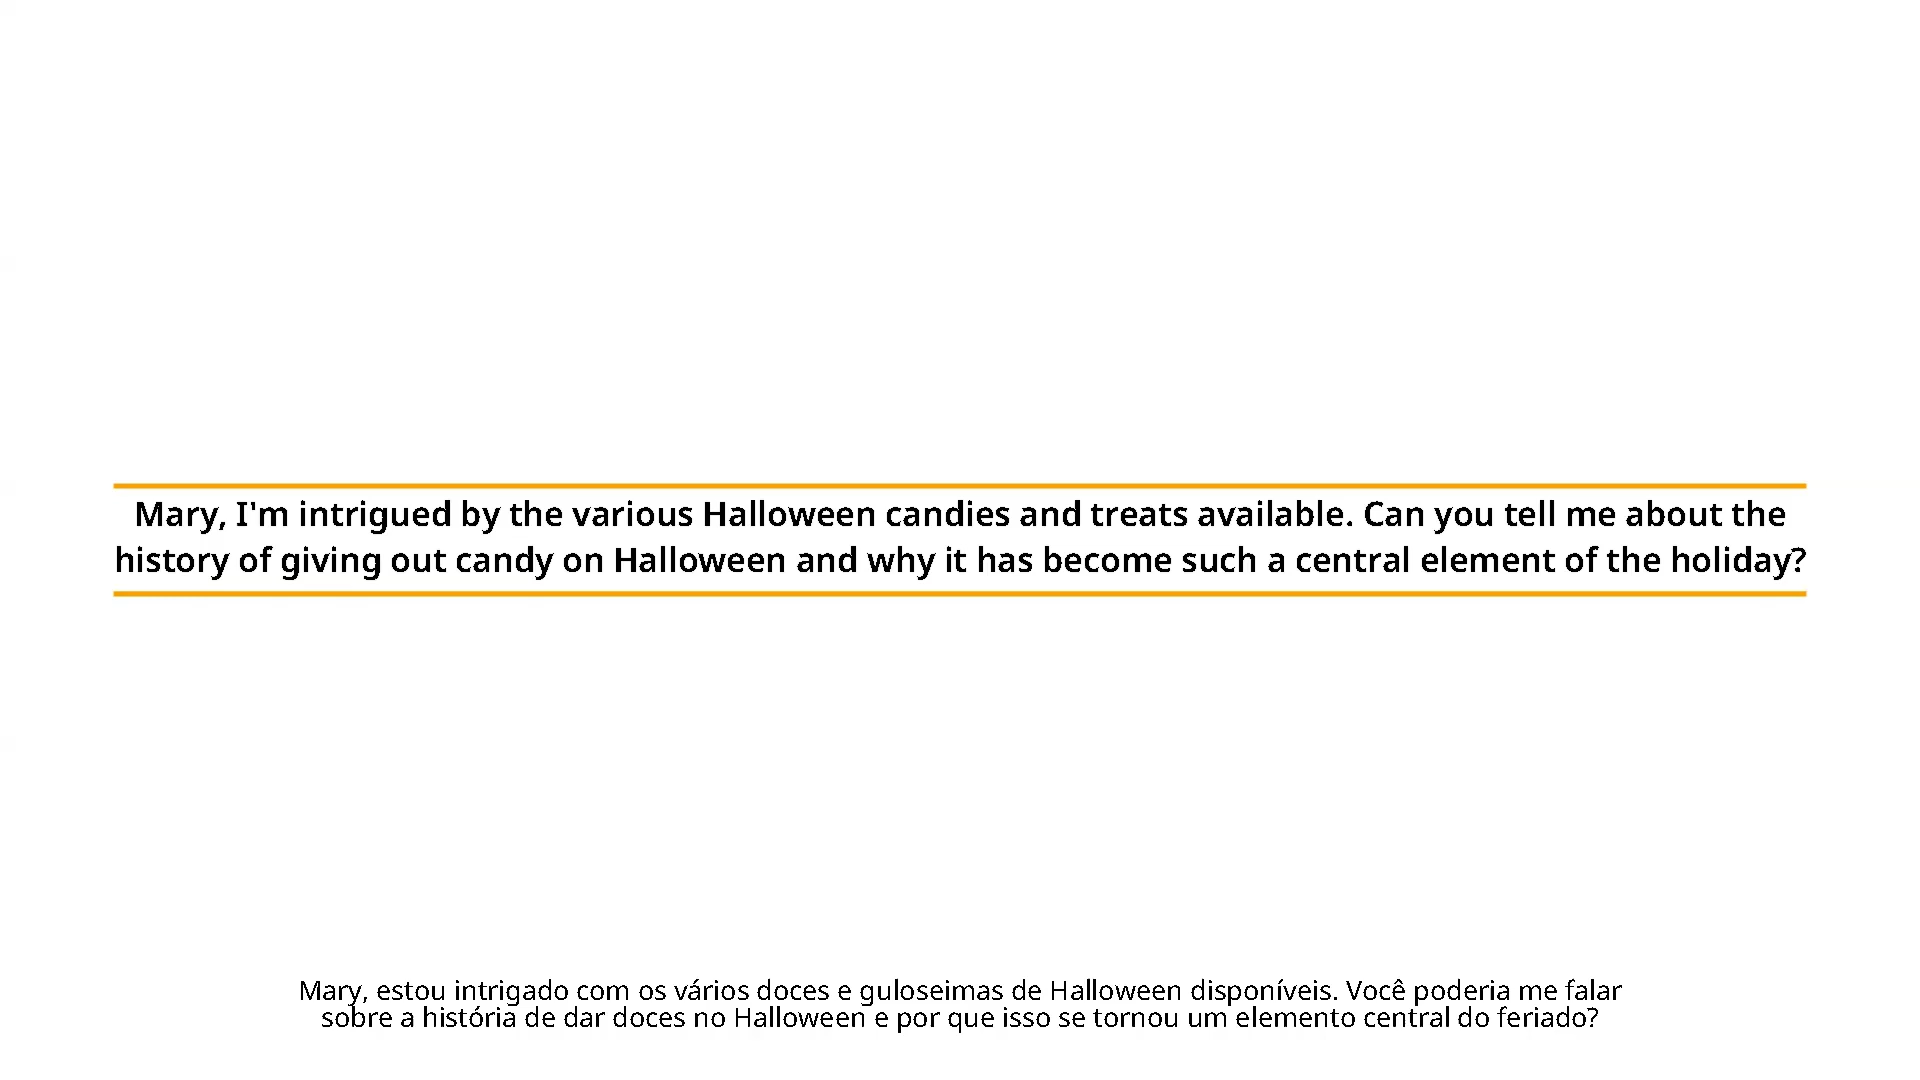 Mary, I'm intrigued by the various Halloween candies and treats available. Can you tell me about the
history of giving out candy on Halloween and why it has become such a central element of the holiday?
Mary, estou intrigado com os vários doces e guloseimas de Halloween disponíveis. Você poderia me falar
sobre a história de dar doces no Halloween e por que isso se tornou um elemento central do feriado?